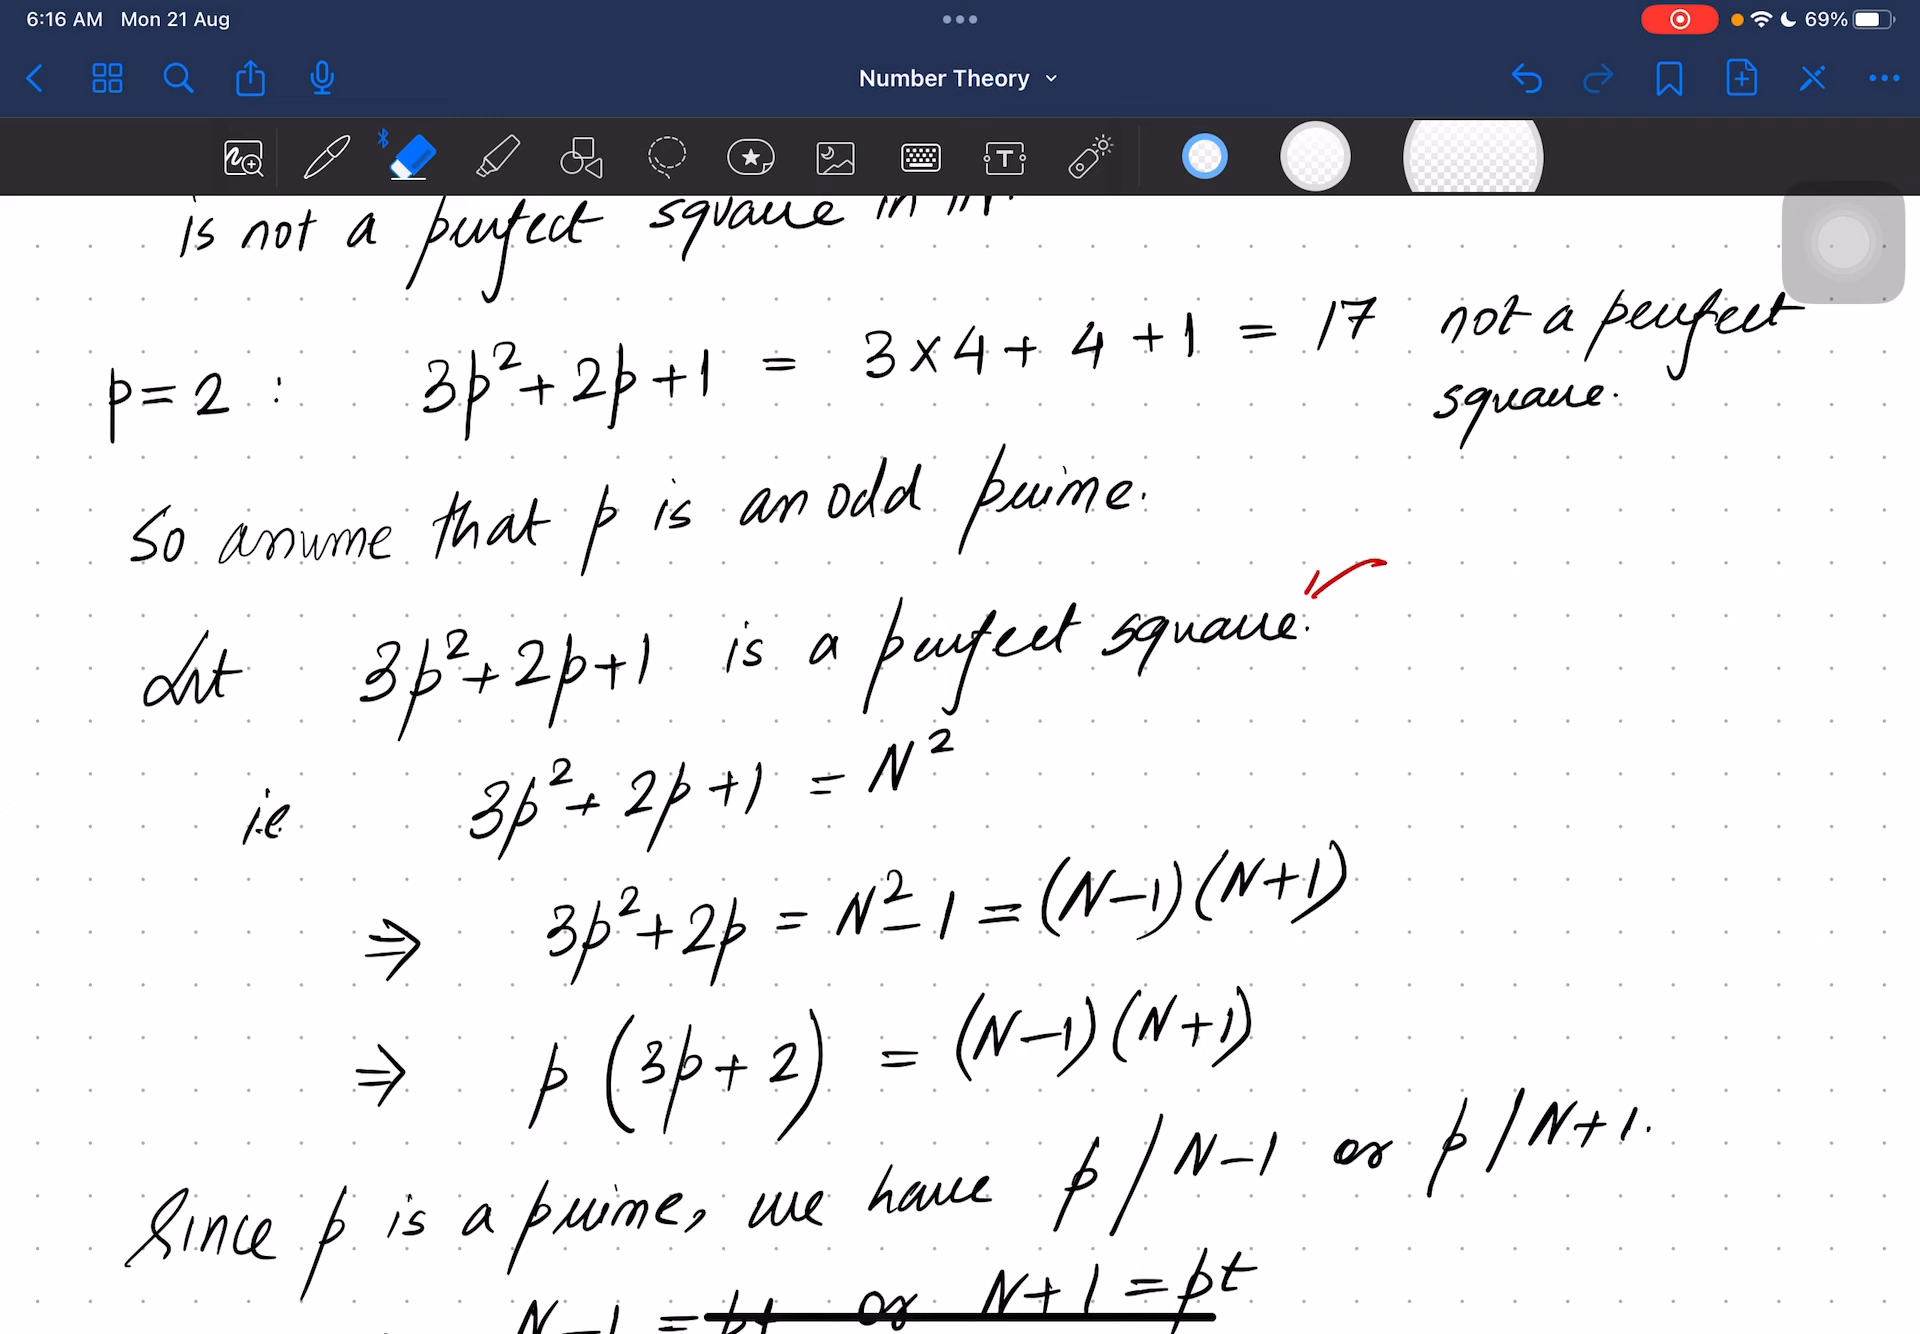 6:16 AM Mon 21 Aug
69%
Number Theory
is not a perfect square in
p = 2 : 3p²+2p+1 = 3×4+ 4 +1 = 17 not a perfect
square.
So assume that p is an odd prime.
Let 3p²+2p+1 is a perfect square.
i.e 3p²+2p+1 = N²
⇒ 3p²+2p = N²-1 = (N-1)(N+1)
⇒ p(3p+2) = (N-1)(N+1)
Since p is a prime, we have p/N-1 or p/N+1.
N-1 = pt or N+1 = pt